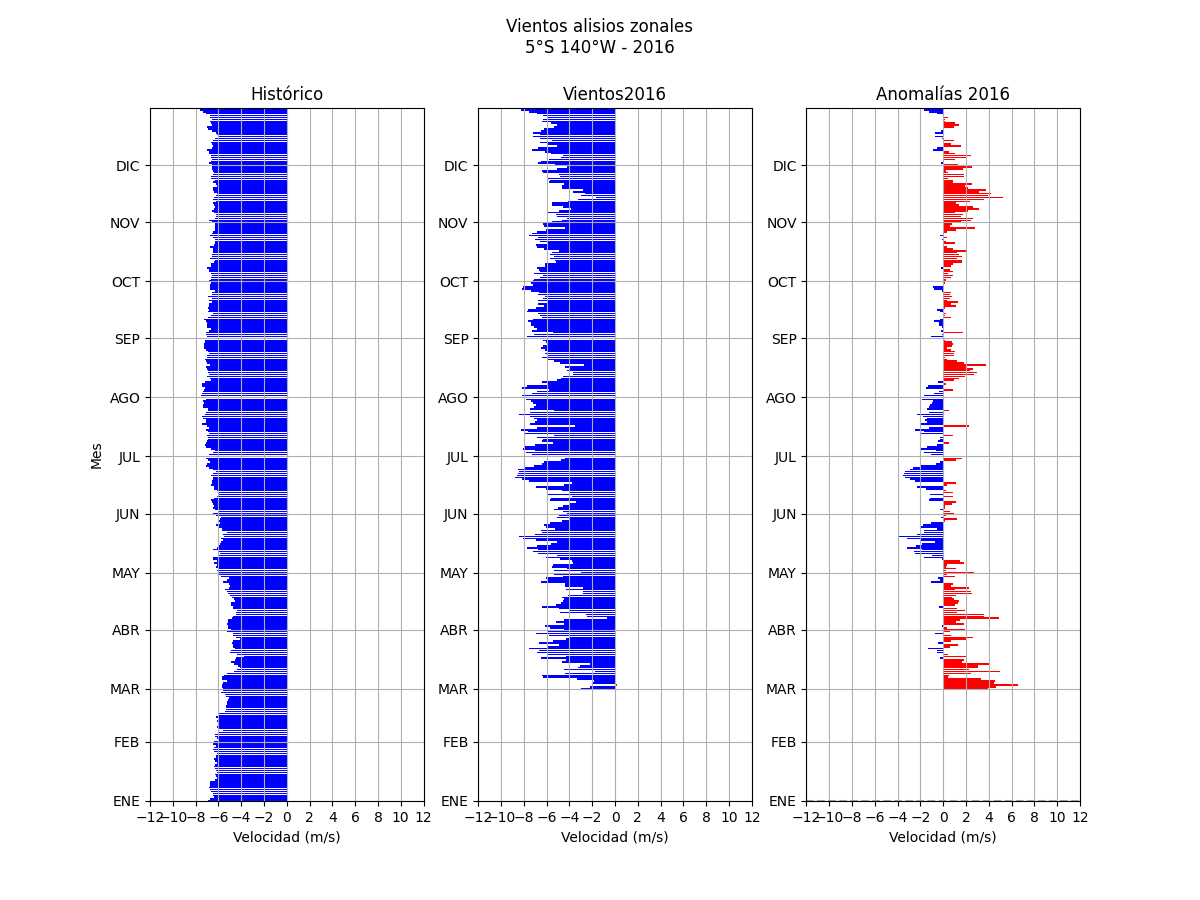 Vientos alisios zonales
5°S 140°W - 2016
Histórico
Vientos2016
Anomalías 2016
Mes
DIC
NOV
OCT
SEP
AGO
JUL
JUN
MAY
ABR
MAR
FEB
ENE
−12 −10 −8 −6 −4 −2 0 2 4 6 8 10 12
Velocidad (m/s)
DIC
NOV
OCT
SEP
AGO
JUL
JUN
MAY
ABR
MAR
FEB
ENE
−12 −10 −8 −6 −4 −2 0 2 4 6 8 10 12
Velocidad (m/s)
DIC
NOV
OCT
SEP
AGO
JUL
JUN
MAY
ABR
MAR
FEB
ENE
−12 −10 −8 −6 −4 −2 0 2 4 6 8 10 12
Velocidad (m/s)